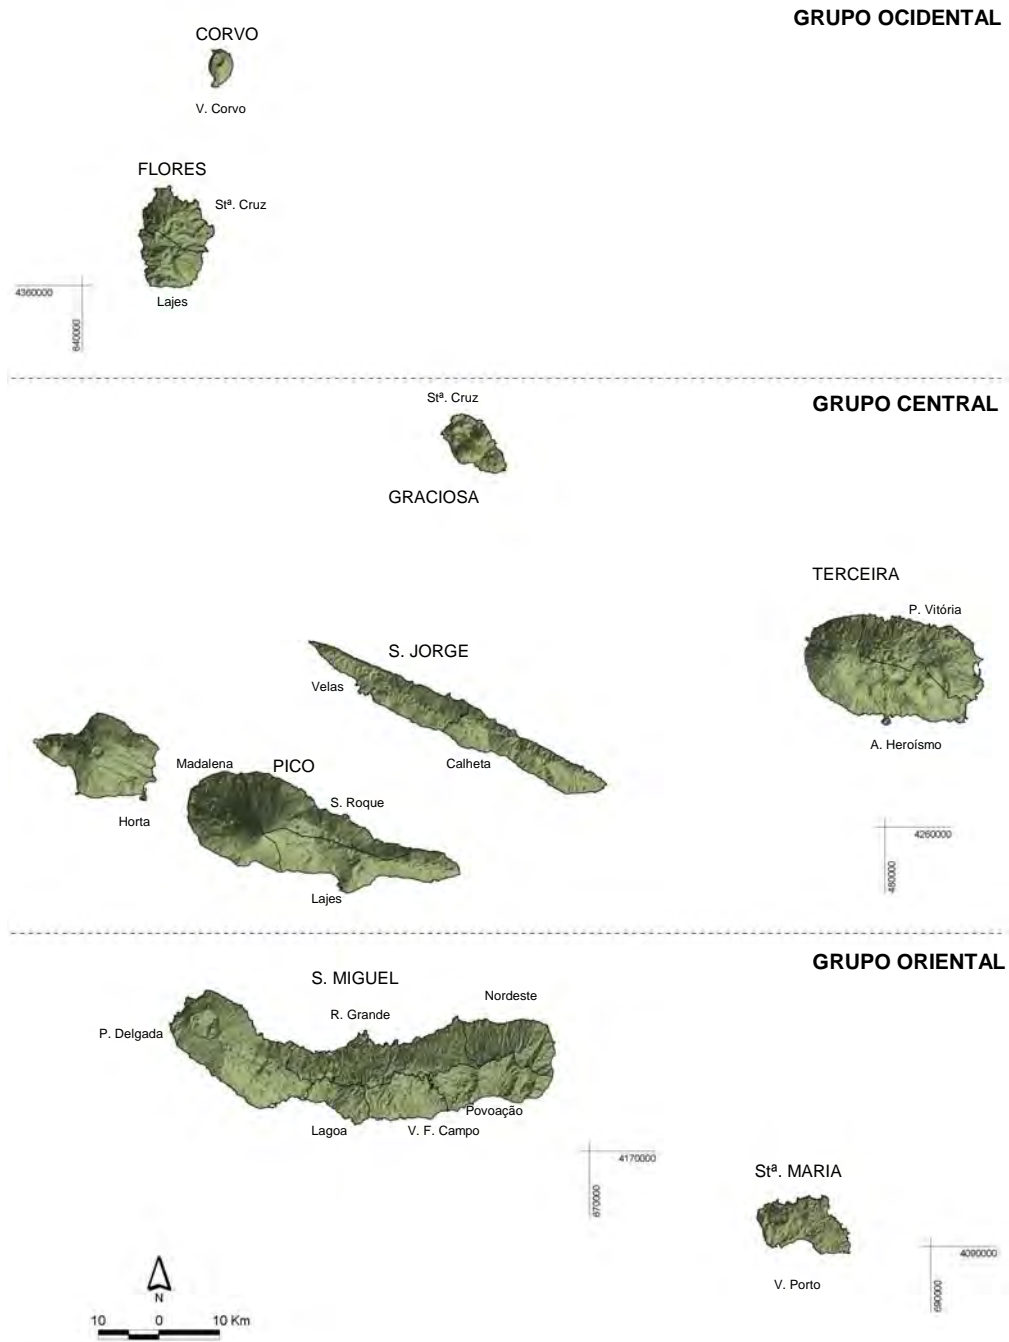 GRUPO OCIDENTAL
CORVO
V. Corvo
FLORES
Stª. Cruz
4360000
640000
Lajes
GRUPO CENTRAL
Stª. Cruz
GRACIOSA
TERCEIRA
P. Vitória
S. JORGE
Velas
A. Heroísmo
Calheta
Madalena
PICO
S. Roque
Horta
4260000
480000
Lajes
GRUPO ORIENTAL
S. MIGUEL
Nordeste
R. Grande
P. Delgada
Povoação
Lagoa
V. F. Campo
4170000
670000
Stª. MARIA
4090000
690000
V. Porto
N
10 0 10 Km